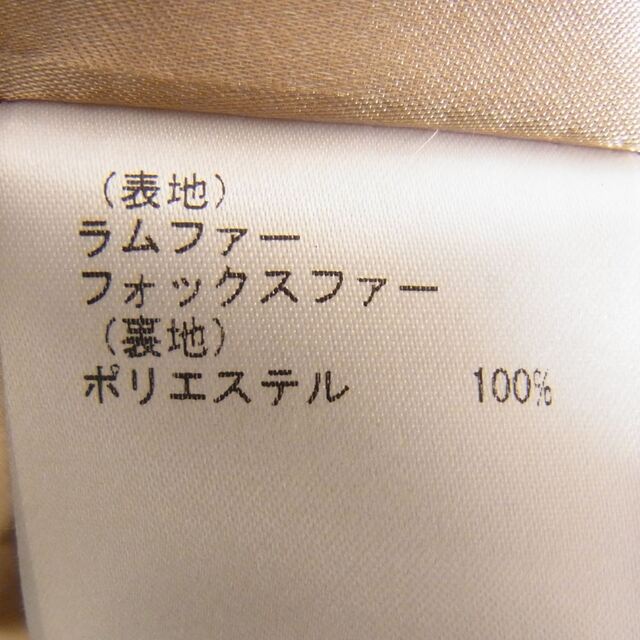 （表地）
ラムファー
フォックスファー
（裏地）
ポリエステル 100%